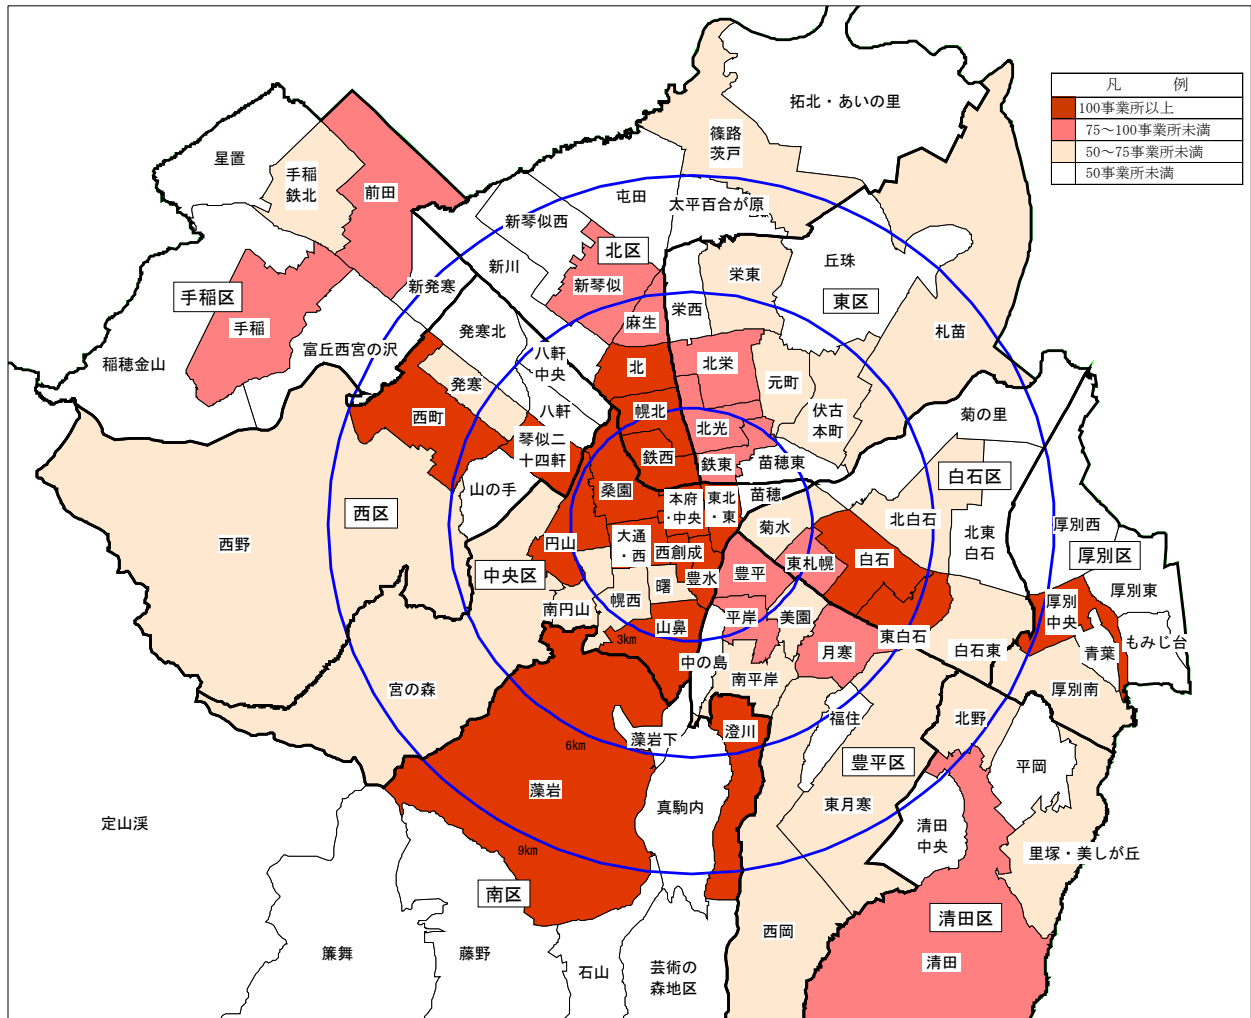 凡 例
100事業所以上
75～100事業所未満
50～75事業所未満
50事業所未満
拓北・あいの里
篠路
茨戸
星置
手稲
鉄北
前田
屯田
太平百合が原
新琴似西
北区
新川
新琴似
栄東
丘珠
東区
手稲区
手稲
新発寒
栄西
麻生
札苗
発寒北
富丘西宮の沢
稲穂金山
八軒
中央
北
北栄
元町
発寒
八軒
西町
幌北
伏古
本町
菊の里
北光
琴似二
十四軒
鉄西
鉄東
苗穂東
白石区
山の手
桑園
本府
・中央
東北
・東
苗穂
西区
北白石
北東
白石
厚別西
菊水
西野
円山
大通
・西
西創成
厚別区
中央区
豊水
豊平
東札幌
白石
曙
幌西
厚別東
南円山
厚別
中央
山鼻
平岸
美園
3km
東白石
もみじ台
月寒
白石東
青葉
中の島
南平岸
宮の森
厚別南
福住
北野
澄川
藻岩下
6km
豊平区
平岡
藻岩
真駒内
東月寒
定山渓
清田
中央
9km
里塚・美しが丘
南区
清田区
西岡
簾舞
藤野
清田
石山
芸術の
森地区